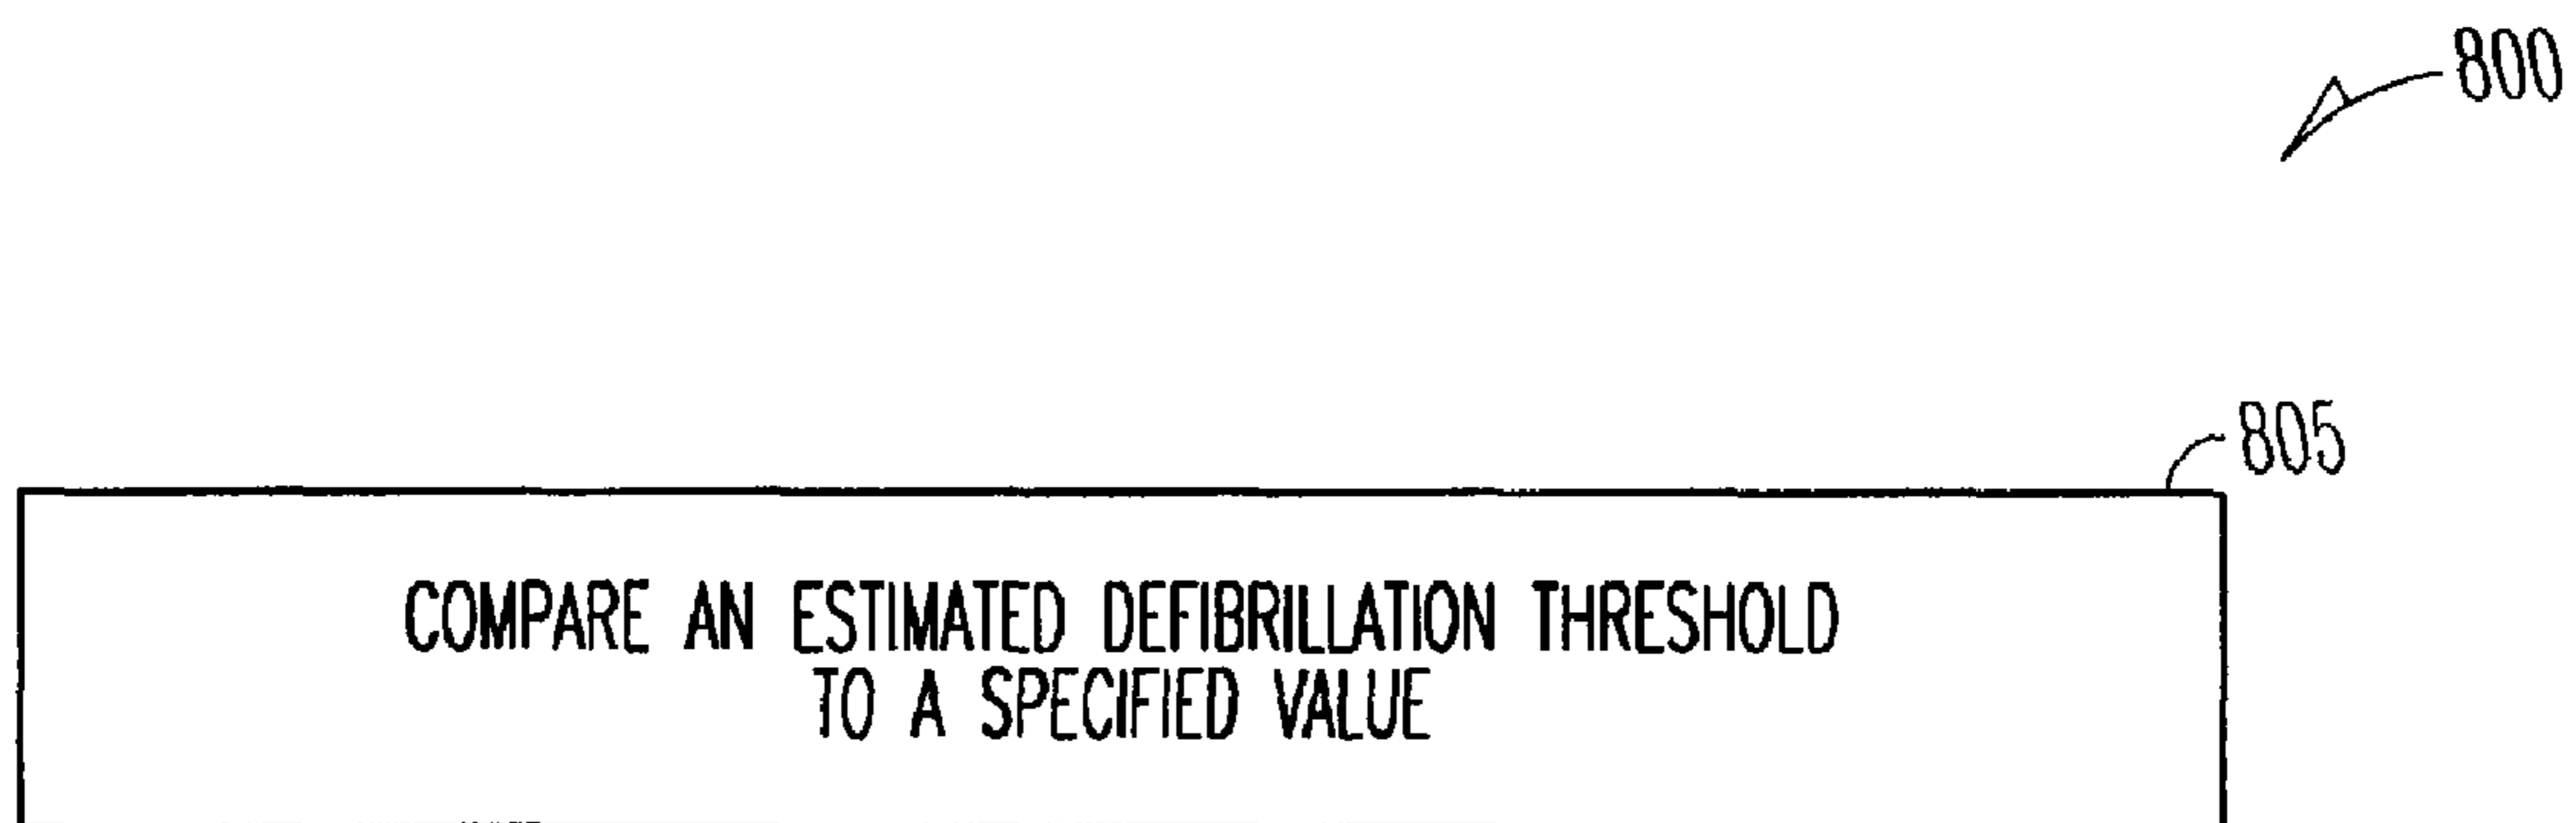 800
805
COMPARE AN ESTIMATED DEFIBRILLATION THRESHOLD
TO A SPECIFIED VALUE